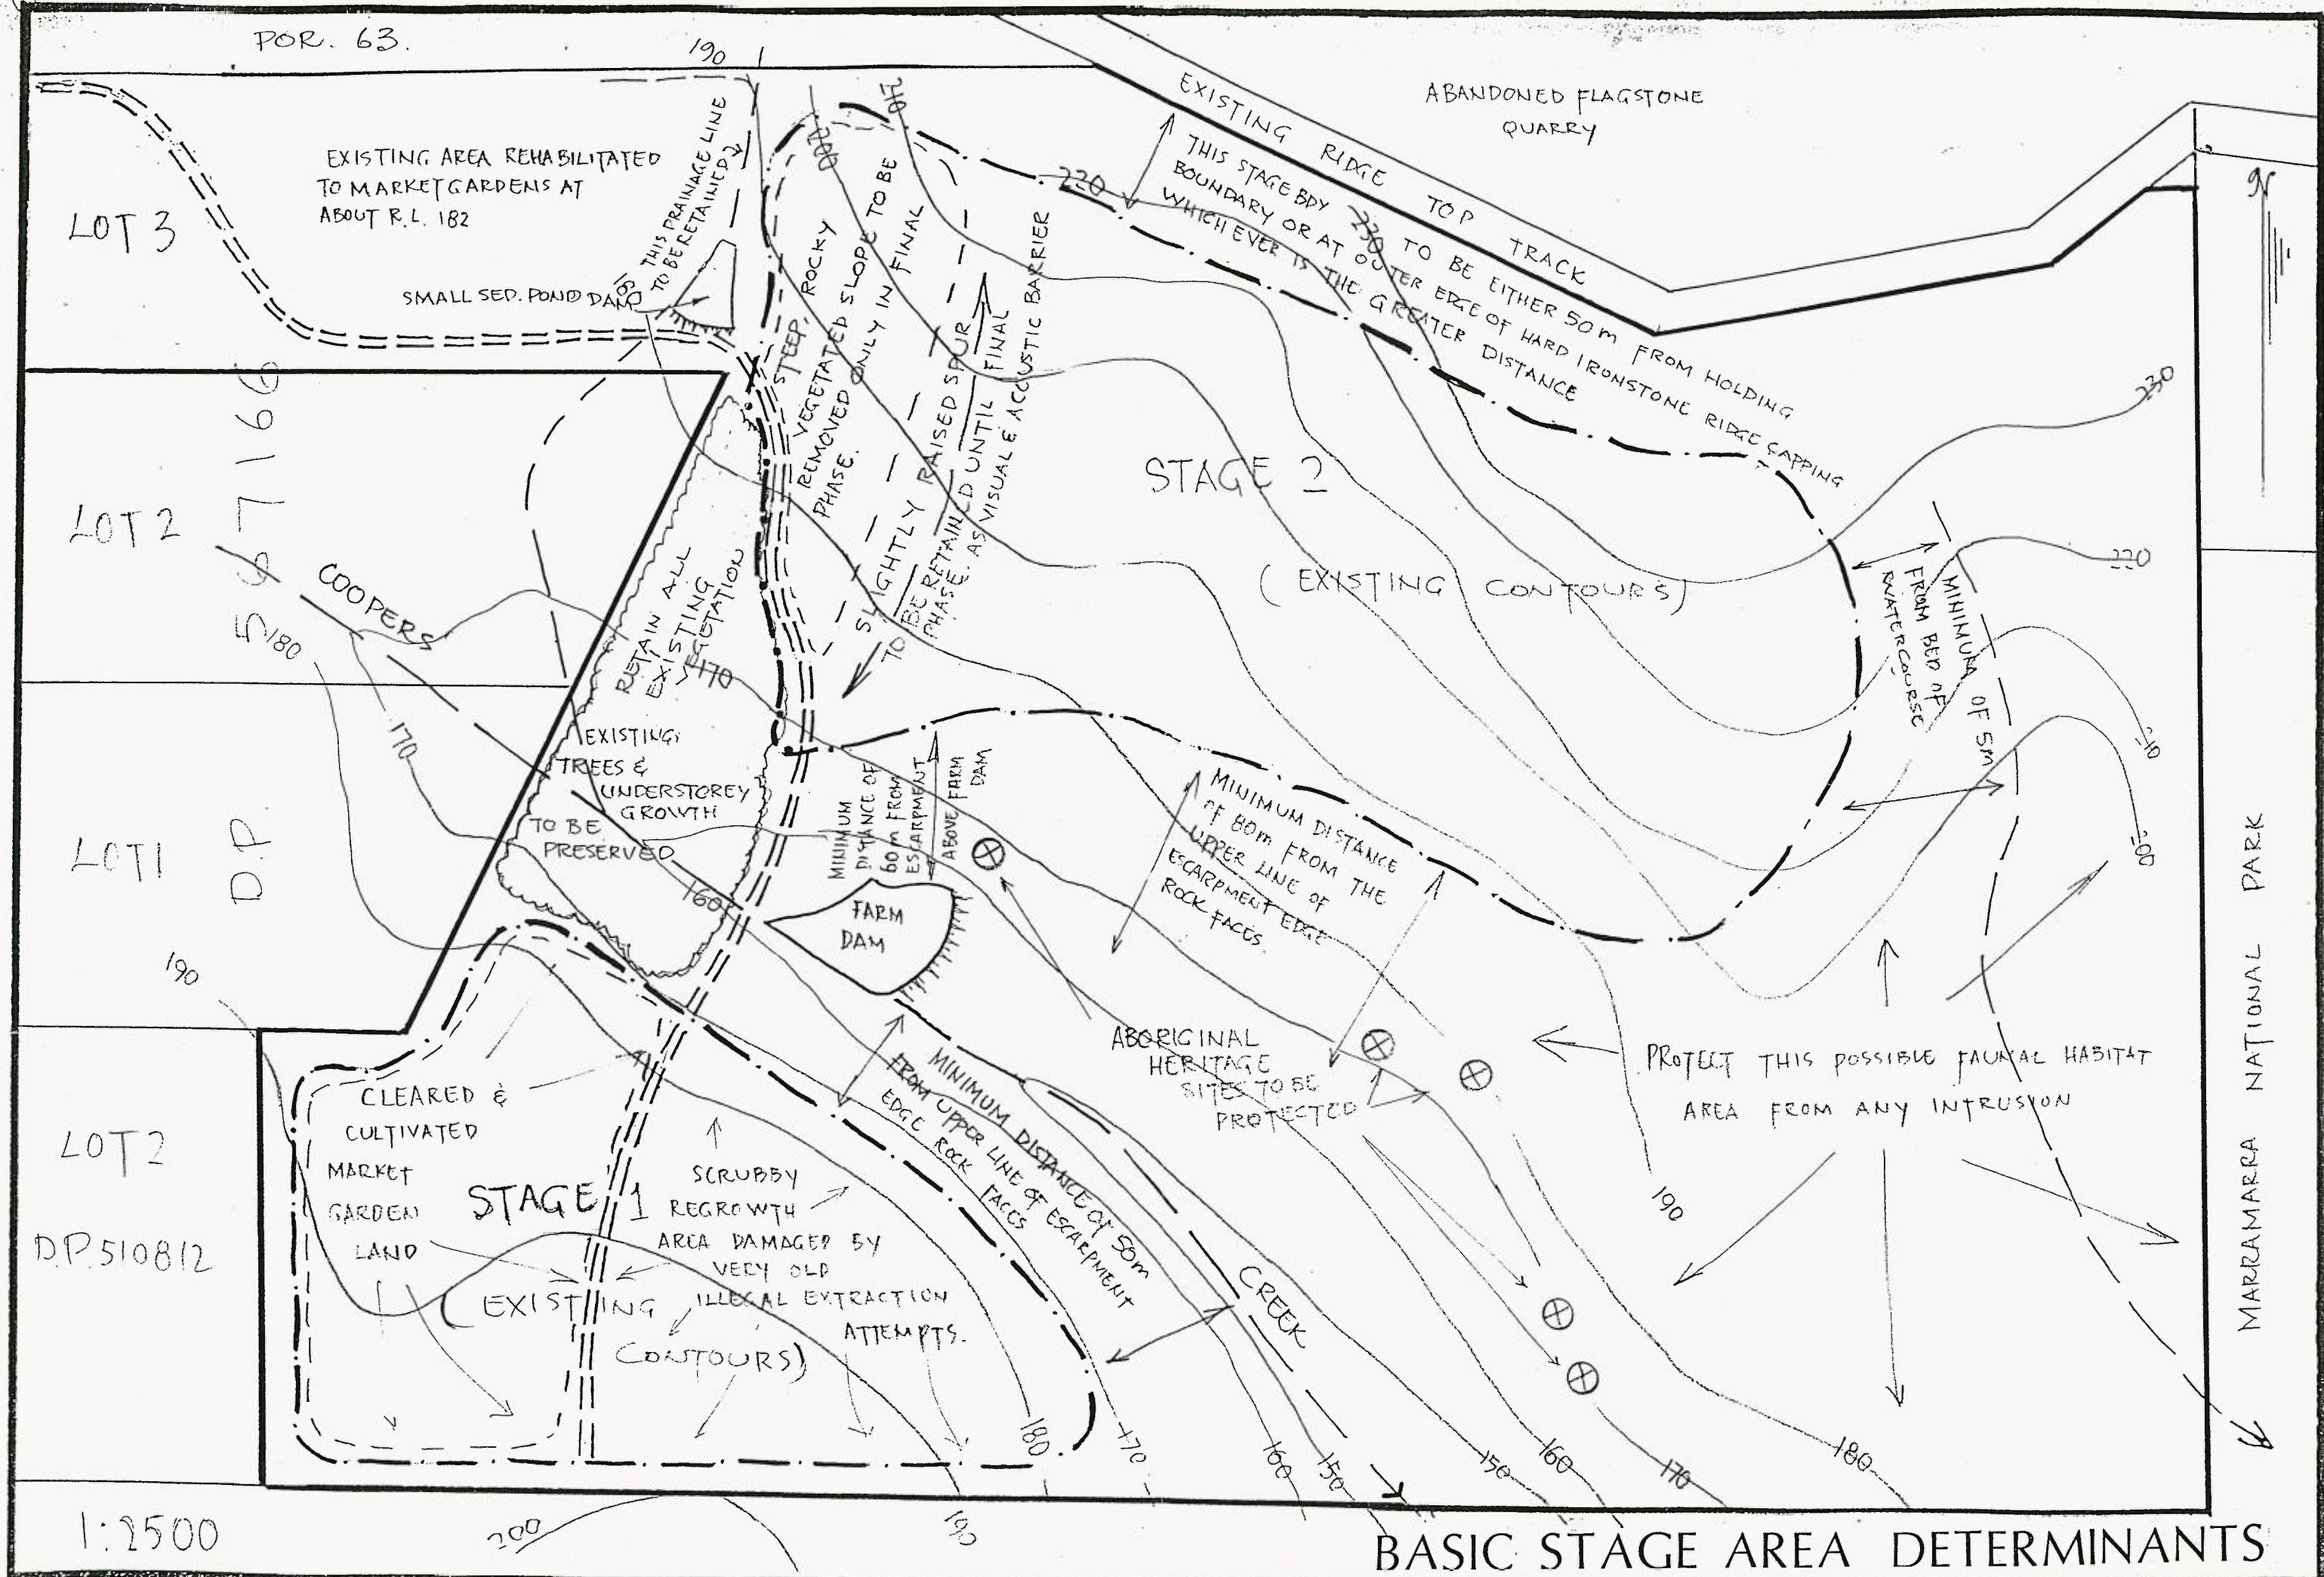 POR. 63.
190
ABANDONED FLAGSTONE
QUARRY
EXISTING RIDGE TOP TRACK
N
EXISTING AREA REHABILITATED
TO MARKET GARDENS AT
ABOUT R.L. 182
LOT 3
THIS DRAINAGE LINE
TO BE RETAINED
160
SMALL SED. POND DAM
200
210
220
230
THIS STAGE BDY TO BE EITHER 50m FROM HOLDING
BOUNDARY OR AT OUTER EDGE OF HARD IRONSTONE RIDGE CAPPING
WHICH EVER IS THE GREATER DISTANCE
STEEP, ROCKY
VEGETATED SLOPE TO BE
REMOVED ONLY IN FINAL
PHASE.
SLIGHTLY RAISED SPUR
TO BE RETAINED UNTIL FINAL
PHASE. AS VISUAL & ACCUSTIC BARRIER
230
STAGE 2
(EXISTING CONTOURS)
220
210
200
MINIMUM OF 5m
FROM BED OF
WATERCOURSE
LOT 2
D.P. 567166
COOPERS
180
170
RETAIN ALL
EXISTING
VEGETATION
170
EXISTING
TREES &
UNDERSTOREY
GROWTH
TO BE
PRESERVED
160
LOT 1
MINIMUM
DISTANCE OF
60m FROM
ESCARPMENT
ABOVE FARM
DAM
FARM
DAM
MINIMUM DISTANCE
OF 80m FROM THE
UPPER LINE OF
ESCARPMENT EDGE
ROCK FACES.
190
ABORIGINAL
HERITAGE
SITES TO BE
PROTECTED
PROTECT THIS POSSIBLE FAUNAL HABITAT
AREA FROM ANY INTRUSION
190
MARRAMARRA NATIONAL PARK
MINIMUM DISTANCE OF 50m
FROM UPPER LINE OF ESCARPMENT
EDGE ROCK FACES
CREEK
LOT 2
D.P. 510812
CLEARED &
CULTIVATED
MARKET
GARDEN
LAND
STAGE 1
SCRUBBY
REGROWTH
AREA DAMAGED BY
VERY OLD
ILLEGAL EXTRACTION
ATTEMPTS.
(EXISTING
CONTOURS)
180
170
160
150
150
160
170
180
1:2500
200
190
BASIC STAGE AREA DETERMINANTS